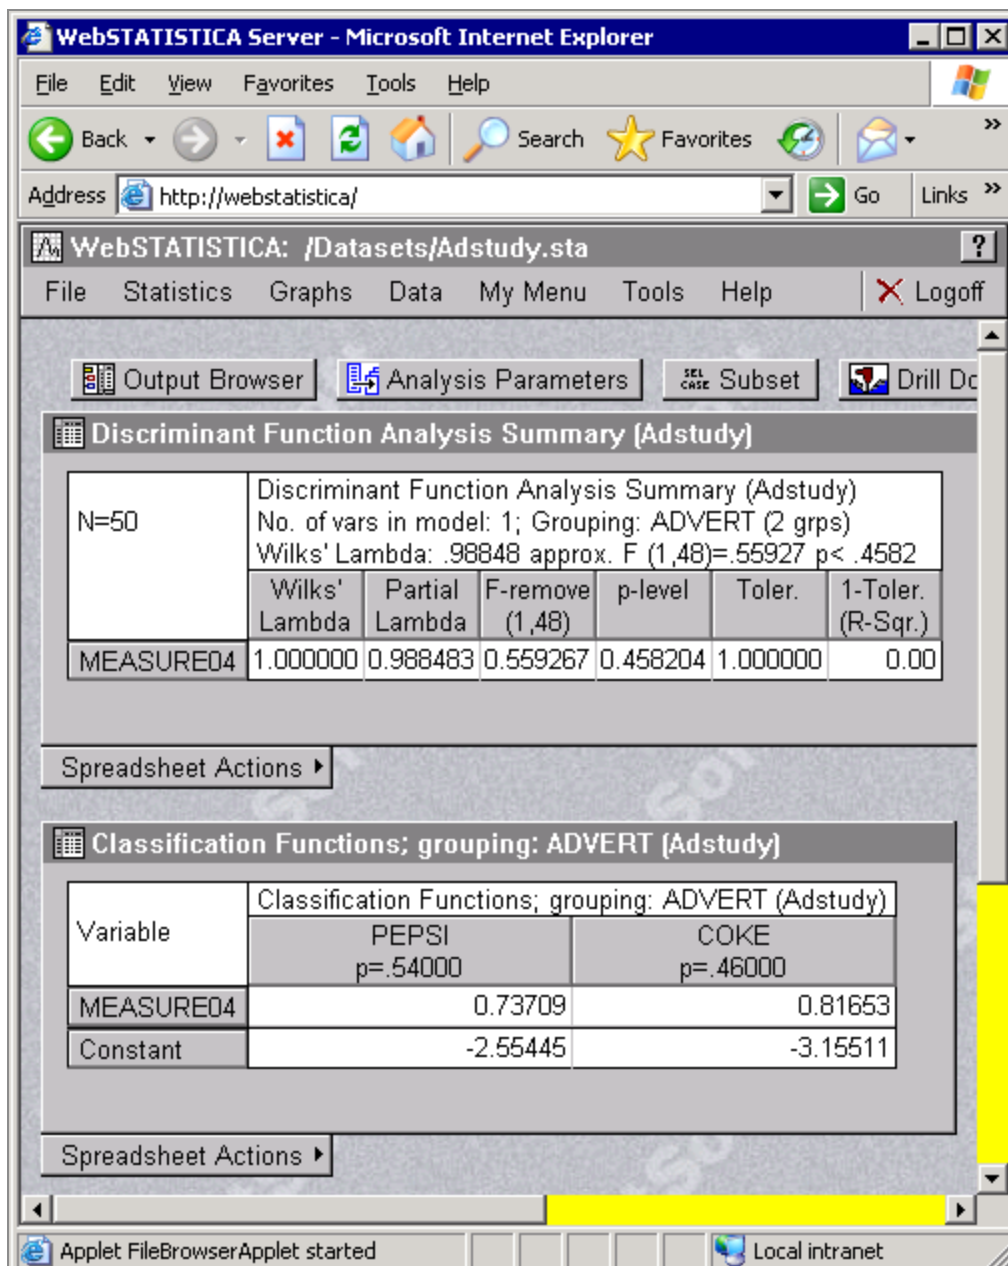 WebSTATISTICA Server - Microsoft Internet Explorer
File Edit View Favorites Tools Help
Back Search Favorites »
Address http://webstatistica/ Go Links »
WebSTATISTICA: /Datasets/Adstudy.sta ?
File Statistics Graphs Data My Menu Tools Help Logoff
Output Browser Analysis Parameters SEL CASE Subset Drill Do
Discriminant Function Analysis Summary (Adstudy)
N=50
Discriminant Function Analysis Summary (Adstudy)
No. of vars in model: 1; Grouping: ADVERT (2 grps)
Wilks' Lambda: .98848 approx. F (1,48)=.55927 p< .4582
Wilks' Lambda Partial Lambda F-remove (1,48) p-level Toler. 1-Toler. (R-Sqr.)
MEASURE04 1.000000 0.988483 0.559267 0.458204 1.000000 0.00
Spreadsheet Actions
Classification Functions; grouping: ADVERT (Adstudy)
Variable
Classification Functions; grouping: ADVERT (Adstudy)
PEPSI COKE
p=.54000 p=.46000
MEASURE04 0.73709 0.81653
Constant -2.55445 -3.15511
Spreadsheet Actions
Applet FileBrowserApplet started Local intranet